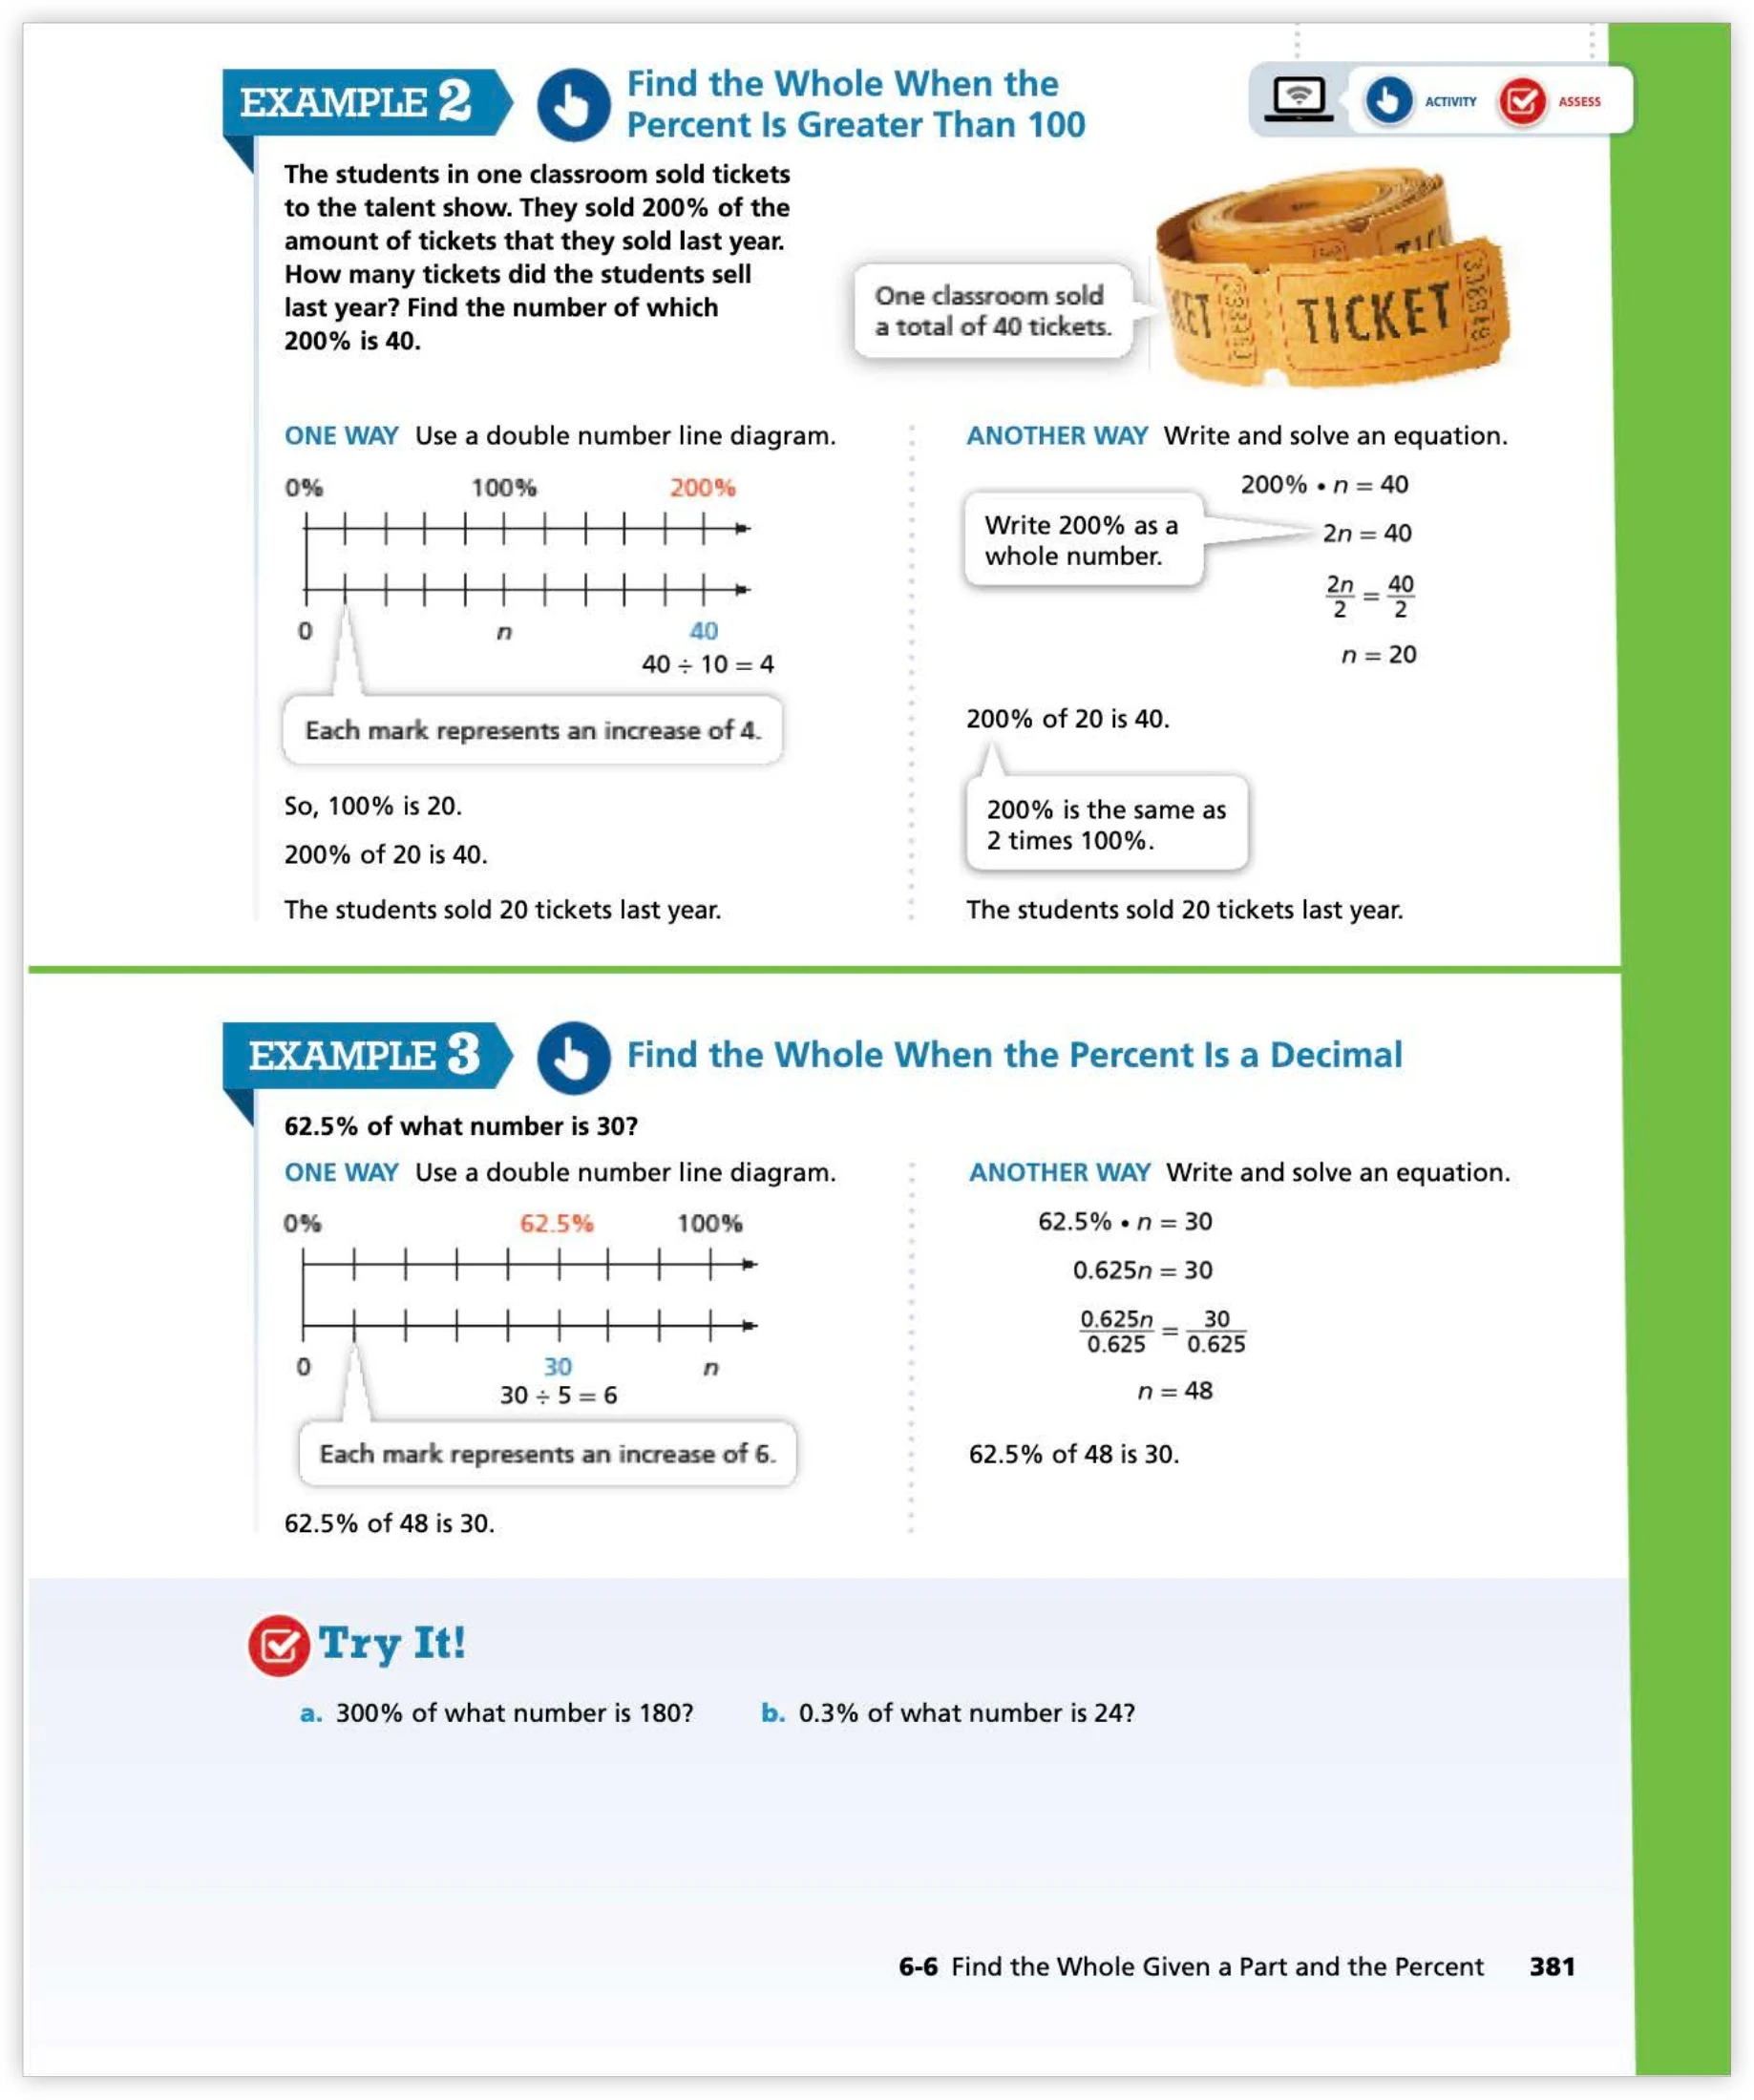 EXAMPLE 2
Find the Whole When the
Percent Is Greater Than 100
ACTIVITY
ASSESS
The students in one classroom sold tickets
to the talent show. They sold 200% of the
amount of tickets that they sold last year.
How many tickets did the students sell
last year? Find the number of which
200% is 40.
One classroom sold
a total of 40 tickets.
TICKET
ONE WAY Use a double number line diagram.
0% 100% 200%
0 n 40
40 ÷ 10 = 4
Each mark represents an increase of 4.
So, 100% is 20.
200% of 20 is 40.
The students sold 20 tickets last year.
ANOTHER WAY Write and solve an equation.
200% • n = 40
Write 200% as a
whole number.
2n = 40
2n/2 = 40/2
n = 20
200% of 20 is 40.
200% is the same as
2 times 100%.
The students sold 20 tickets last year.
EXAMPLE 3
Find the Whole When the Percent Is a Decimal
62.5% of what number is 30?
ONE WAY Use a double number line diagram.
0% 62.5% 100%
0 30 n
30 ÷ 5 = 6
Each mark represents an increase of 6.
62.5% of 48 is 30.
ANOTHER WAY Write and solve an equation.
62.5% • n = 30
0.625n = 30
0.625n/0.625 = 30/0.625
n = 48
62.5% of 48 is 30.
Try It!
a. 300% of what number is 180? b. 0.3% of what number is 24?
6-6 Find the Whole Given a Part and the Percent 381